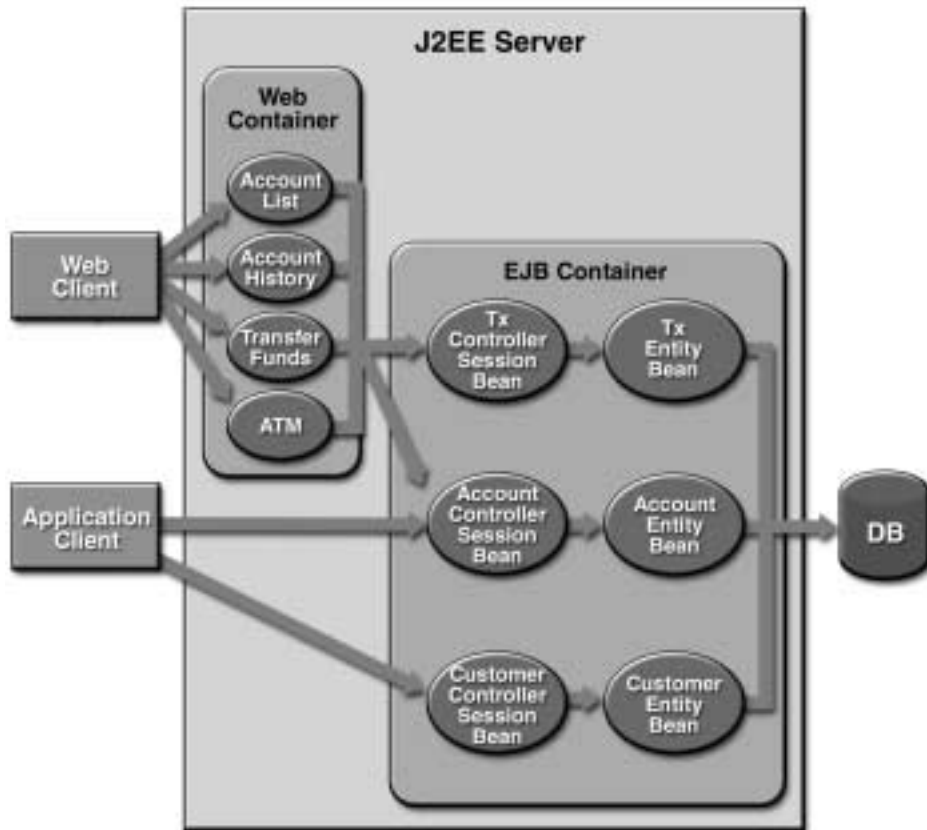 J2EE Server
Web
Container
Account
List
Account
History
Transfer
Funds
ATM
Web
Client
Application
Client
EJB Container
Tx
Controller
Session
Bean
Tx
Entity
Bean
Account
Controller
Session
Bean
Account
Entity
Bean
Customer
Controller
Session
Bean
Customer
Entity
Bean
DB